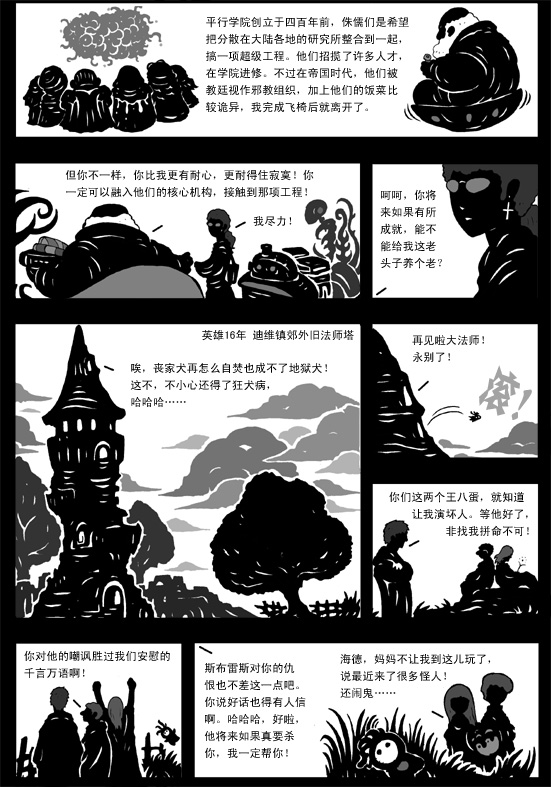 平行学院创立于四百年前，侏儒们是希望
把分散在大陆各地的研究所整合到一起，
搞一项超级工程。他们招揽了许多人才，
在学院进修。不过在帝国时代，他们被
教廷视作邪教组织，加上他们的饭菜比
较诡异，我完成飞椅后就离开了。
但你不一样，你比我更有耐心，更耐得住寂寞！你
一定可以融入他们的核心机构，接触到那项工程！
我尽力！
呵呵，你将
来如果有所
成就，能不
能给我这老
头子养个老？
英雄16年 迪维镇郊外旧法师塔
唉，丧家犬再怎么自焚也成不了地狱犬！
这不，不小心还得了狂犬病，
哈哈哈……
再见啦大法师！
永别了！
你们这两个王八蛋，就知道
让我演坏人。等他好了，
非找我拼命不可！
你对他的嘲讽胜过我们安慰的
千言万语啊！
斯布雷斯对你的仇
恨也不差这一点吧。
你说好话也得有人信
啊。哈哈哈，好啦，
他将来如果真要杀
你，我一定帮你！
海德，妈妈不让我到这儿玩了，
说最近来了很多怪人！
还闹鬼……